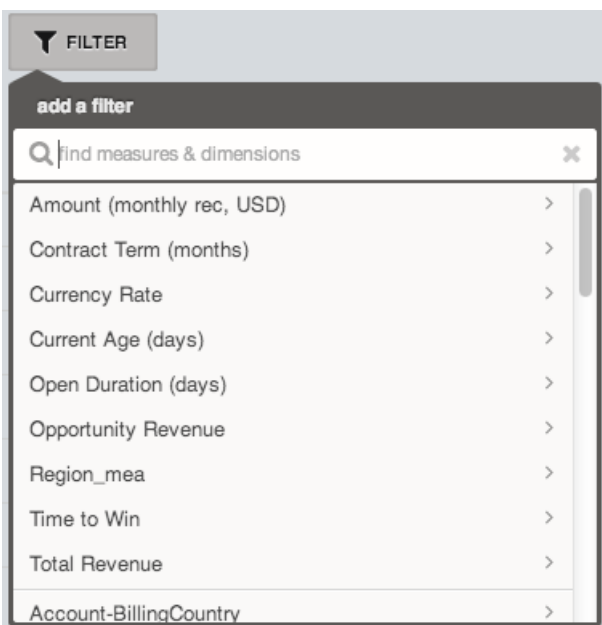 FILTER
add a filter
find measures & dimensions
Amount (monthly rec, USD)
Contract Term (months)
Currency Rate
Current Age (days)
Open Duration (days)
Opportunity Revenue
Region_mea
Time to Win
Total Revenue
Account-BillingCountry